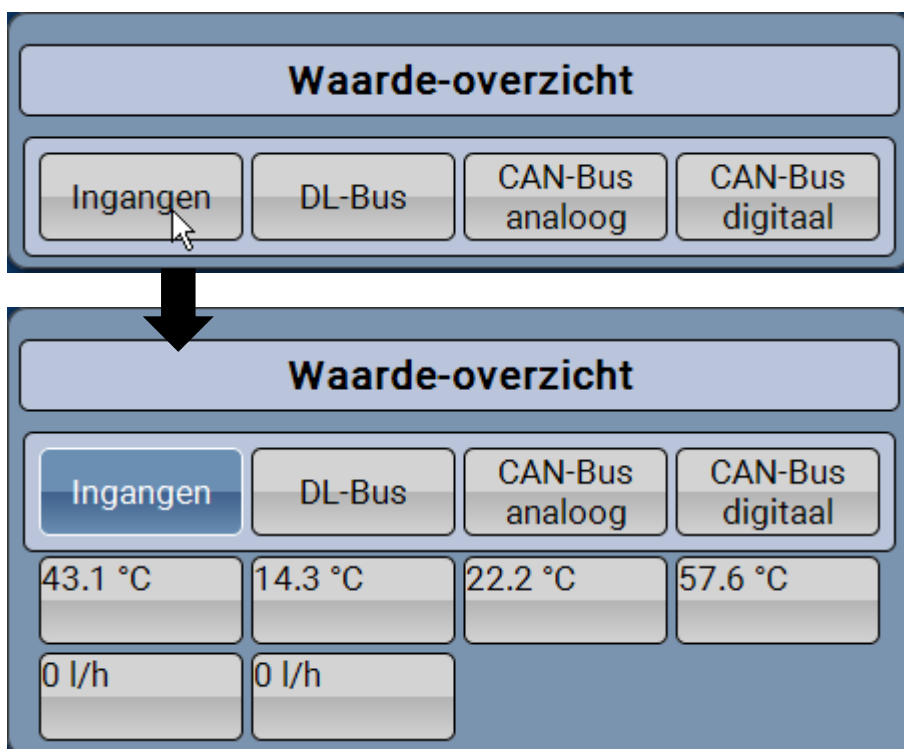 Waarde-overzicht
Ingangen DL-Bus CAN-Bus analoog CAN-Bus digitaal
Waarde-overzicht
Ingangen DL-Bus CAN-Bus analoog CAN-Bus digitaal
43.1 °C 14.3 °C 22.2 °C 57.6 °C
0 l/h 0 l/h